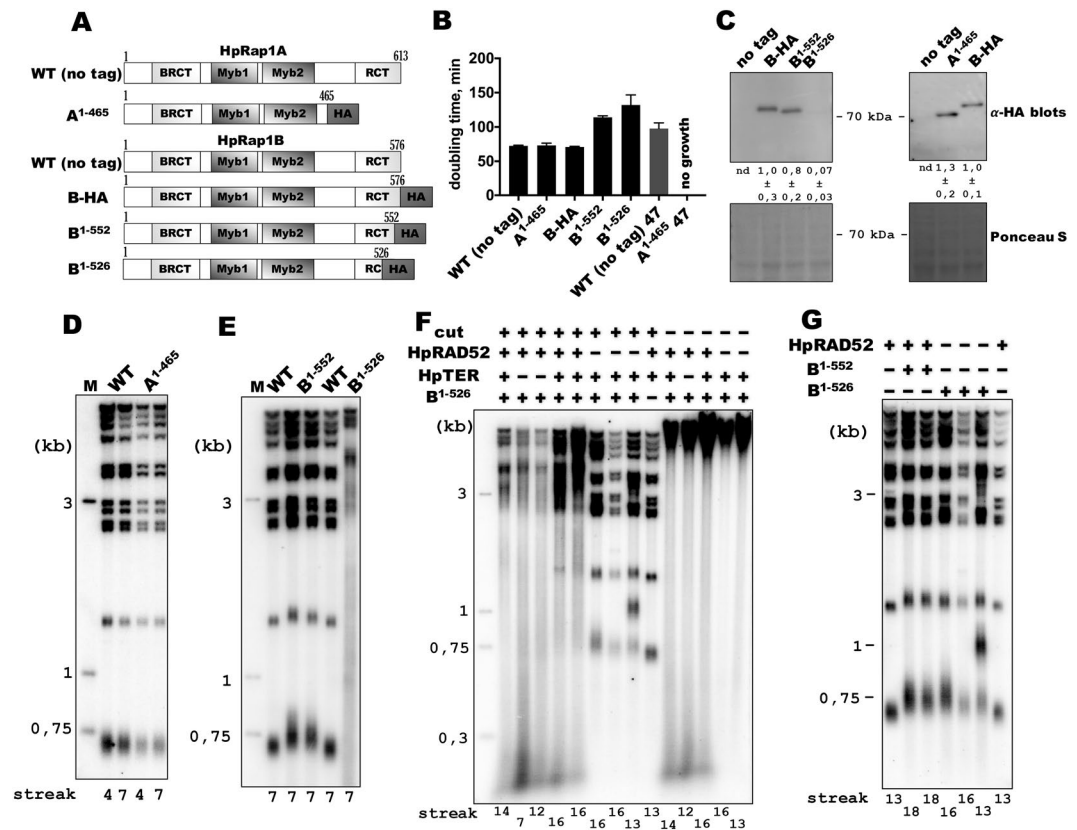 A
HpRap1A
1 613
WT (no tag) BRCT Myb1 Myb2 RCT
1 465
A1-465 BRCT Myb1 Myb2 HA
HpRap1B
1 576
WT (no tag) BRCT Myb1 Myb2 RCT
1 576
B-HA BRCT Myb1 Myb2 RCT HA
1 552
B1-552 BRCT Myb1 Myb2 RCT HA
1 526
B1-526 BRCT Myb1 Myb2 RC HA
B
doubling time, min
200
150
100
50
0
no growth
WT (no tag)
A1-465
B-HA
B1-552
B1-526
WT (no tag) 47
A1-465 47
C
no tag
B-HA
B1-552
B1-526
no tag
A1-465
B-HA
70 kDa
α-HA blots
nd 1,0 0,8 0,07
± ± ±
0,3 0,2 0,03
nd 1,3 1,0
± ±
0,2 0,1
70 kDa
Ponceau S
D
M WT A1-465
(kb)
3
1
0,75
streak 4 7 4 7
E
M WT B1-552 WT B1-526
(kb)
3
1
0,75
7 7 7 7 7
F
cut + + + + + + + + + − − − − −
HpRAD52 + + + + + − − − + + + + − −
HpTER + − − + + + + + + + − + + +
B1-526 + + + + + + + + − + + + + +
(kb)
3
1
0,75
0,3
streak 14 7 12 16 16 16 16 13 13 14 12 16 16 13
G
HpRAD52 + + + − − − +
B1-552 − + + − − − −
B1-526 − − − + + + −
(kb)
3
1
0,75
streak 13 18 18 16 16 13 13